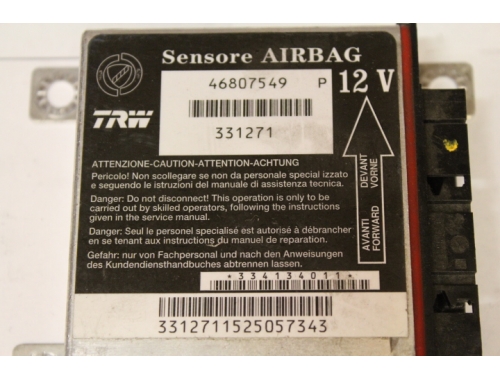 Sensore AIRBAG
46807549 P
12 V
TRW
331271
ATTENZIONE-CAUTION-ATTENTION-ACHTUNG
Pericolo! Non scollegare se non da personale special izzato
e seguendo le istruzioni del manuale di assistenza tecnica.
Danger: Do not disconnect! This operation is only to be
carried out by skilled operators, following the instructions
given in the service manual.
Danger: Seul le personel spécialisé est autorisé à débrancher
en se tenant aux instructions du manuel de reparation.
Gefahr: nur von Fachpersonal and nach den Anweisungen
des Kundendiensthandbuches abtrennen lassen.
AVANTI DEVANT
FORWARD VORNE
*334134011*
3312711525057343